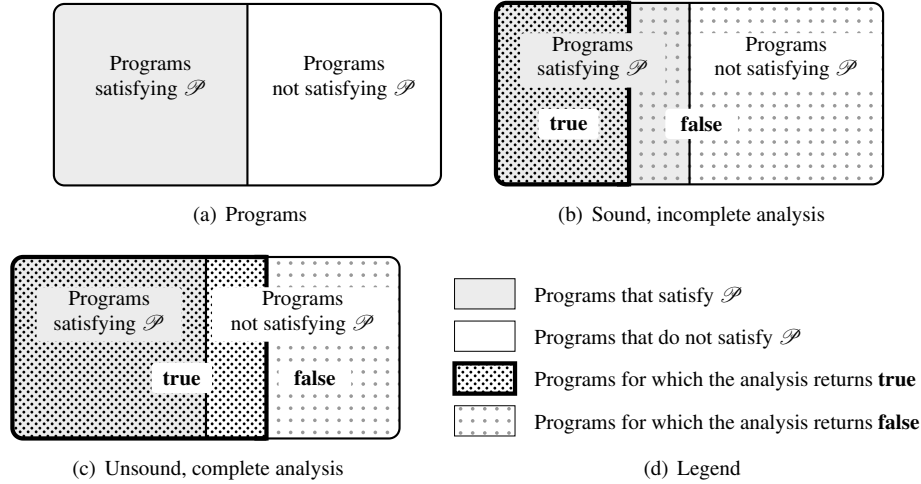 Programs
satisfying 𝒫
Programs
not satisfying 𝒫
(a) Programs
Programs
satisfying 𝒫
Programs
not satisfying 𝒫
true
false
(b) Sound, incomplete analysis
Programs
satisfying 𝒫
Programs
not satisfying 𝒫
true
false
(c) Unsound, complete analysis
Programs that satisfy 𝒫
Programs that do not satisfy 𝒫
Programs for which the analysis returns true
Programs for which the analysis returns false
(d) Legend